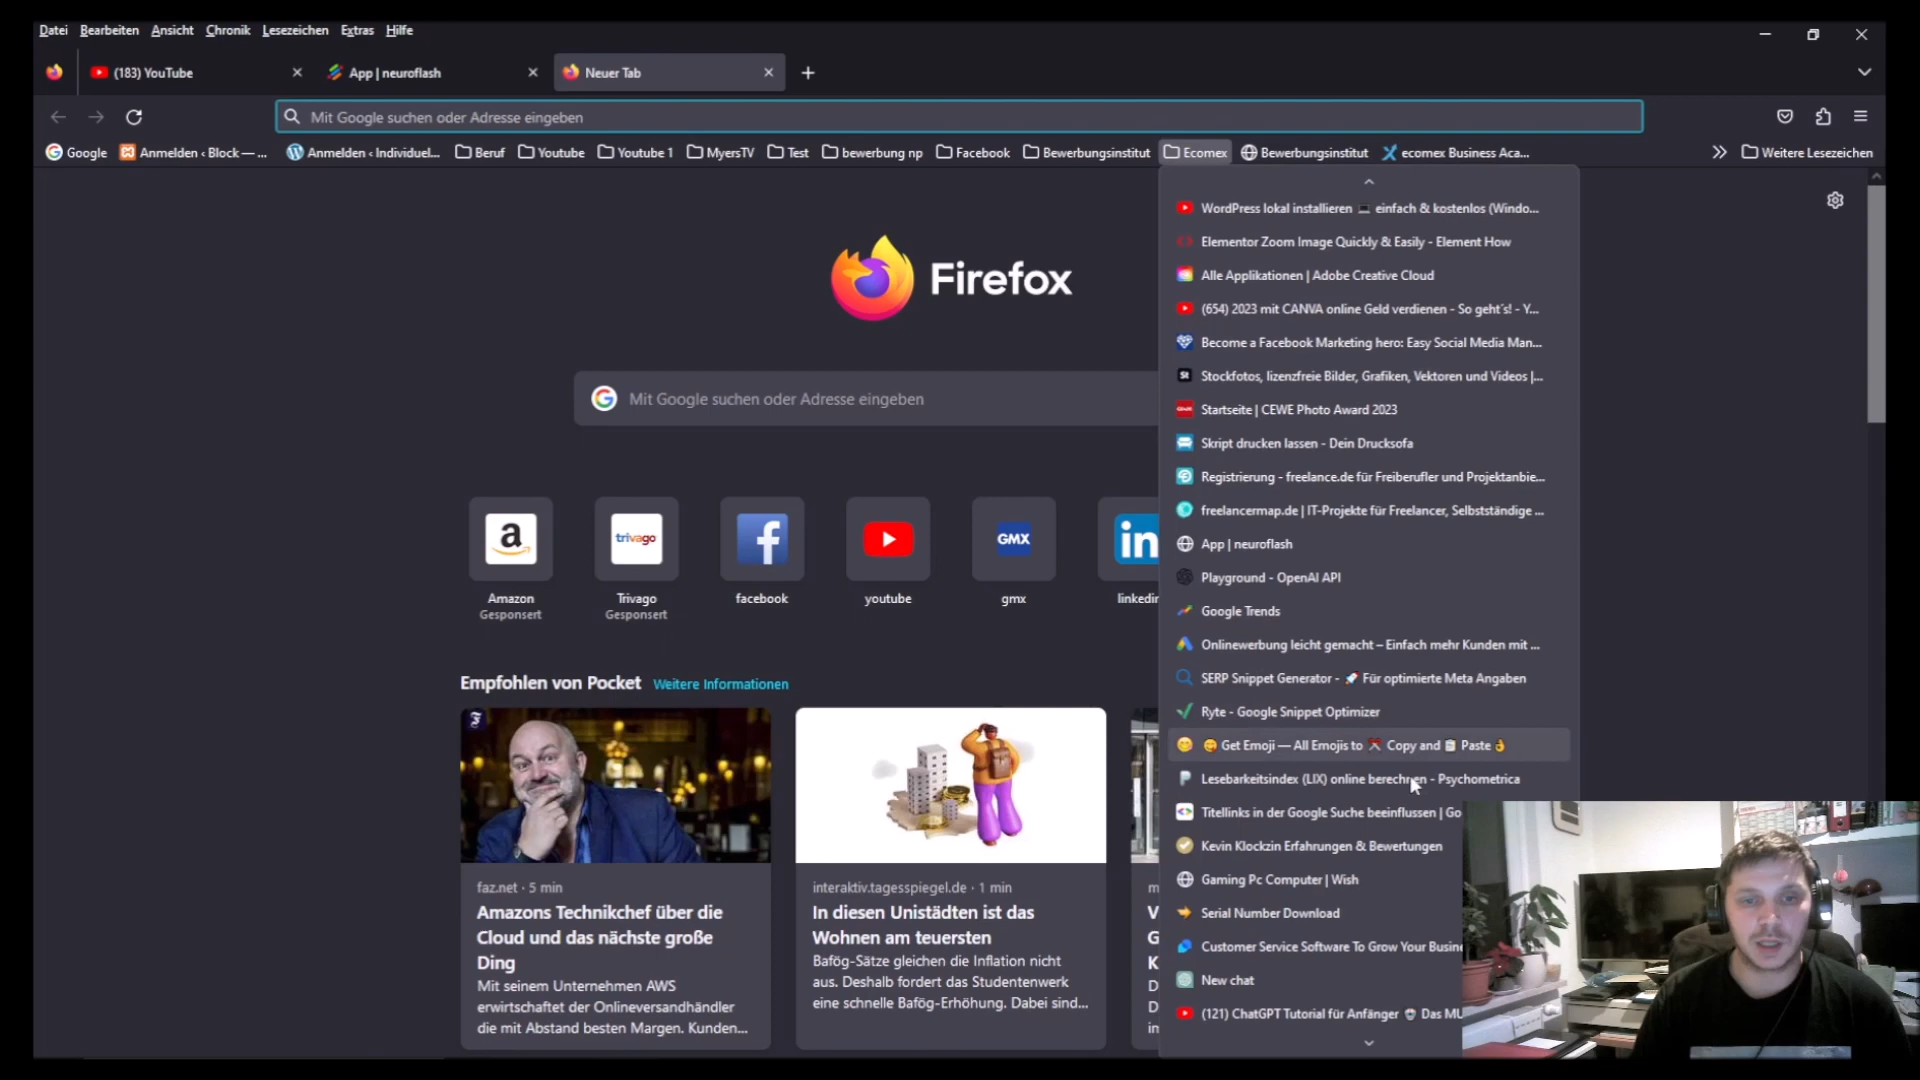 Datei Bearbeiten Ansicht Chronik Lesezeichen Extras Hilfe
(183) YouTube
App | neuroflash
Neuer Tab
Mit Google suchen oder Adresse eingeben
Google
Anmelden ‹ Block — ...
Anmelden ‹ Individuel...
Beruf
Youtube
Youtube 1
MyersTV
Test
bewerbung np
Facebook
Bewerbungsinstitut
Ecomex
Bewerbungsinstitut
ecomex Business Aca...
Weitere Lesezeichen
Firefox
Mit Google suchen oder Adresse eingeben
a
trivago
f
GMX
in
Amazon
Gesponsert
Trivago
Gesponsert
facebook
youtube
gmx
linkedin
Empfohlen von Pocket Weitere Informationen
faz.net · 5 min
Amazons Technikchef über die
Cloud und das nächste große
Ding
Mit seinem Unternehmen AWS
erwirtschaftet der Onlineversandhändler
die mit Abstand besten Margen. Kunden...
interaktiv.tagesspiegel.de · 1 min
In diesen Unistädten ist das
Wohnen am teuersten
Bafög-Sätze gleichen die Inflation nicht
aus. Deshalb fordert das Studentenwerk
eine schnelle Bafög-Erhöhung. Dabei sind...
WordPress lokal installieren 💻 einfach & kostenlos (Windo...
Elementor Zoom Image Quickly & Easily - Element How
Alle Applikationen | Adobe Creative Cloud
(654) 2023 mit CANVA online Geld verdienen - So geht´s! - Y...
Become a Facebook Marketing hero: Easy Social Media Man...
Stockfotos, lizenzfreie Bilder, Grafiken, Vektoren und Videos |...
Startseite | CEWE Photo Award 2023
Skript drucken lassen - Dein Drucksofa
Registrierung - freelance.de für Freiberufler und Projektanbie...
freelancermap.de | IT-Projekte für Freelancer, Selbstständige ...
App | neuroflash
Playground - OpenAI API
Google Trends
Onlinewerbung leicht gemacht – Einfach mehr Kunden mit ...
SERP Snippet Generator - 🚀 Für optimierte Meta Angaben
Ryte - Google Snippet Optimizer
😋 Get Emoji — All Emojis to ✂️ Copy and 📋 Paste 👌
Lesebarkeitsindex (LIX) online berechnen - Psychometrica
Titellinks in der Google Suche beeinflussen | Go
Kevin Klockzin Erfahrungen & Bewertungen
Gaming Pc Computer | Wish
Serial Number Download
Customer Service Software To Grow Your Busine
New chat
(121) ChatGPT Tutorial für Anfänger 🤖 Das MU